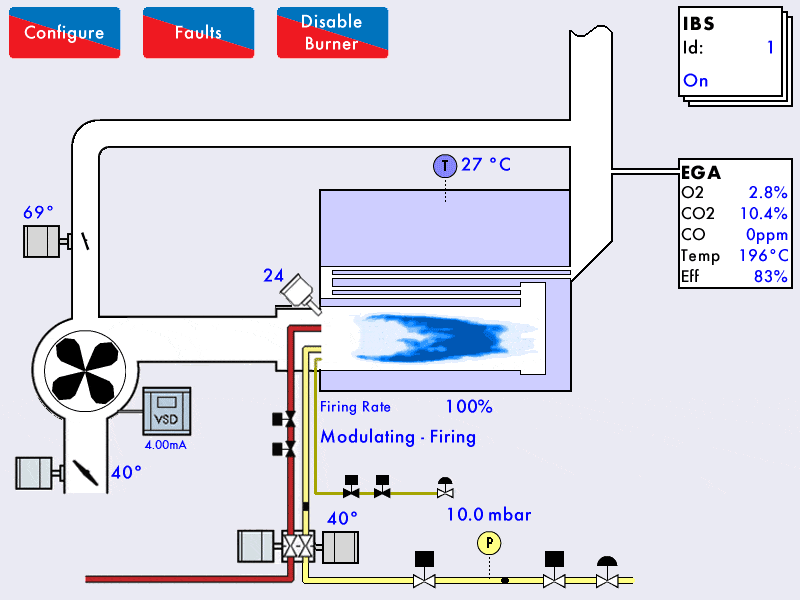 Configure
Faults
Disable
Burner
IBS
Id: 1
On
T 27 °C
EGA
O2 2.8%
CO2 10.4%
CO 0ppm
Temp 196°C
Eff 83%
69°
24
VSD
4.00mA
Firing Rate 100%
Modulating - Firing
40°
40°
10.0 mbar
P